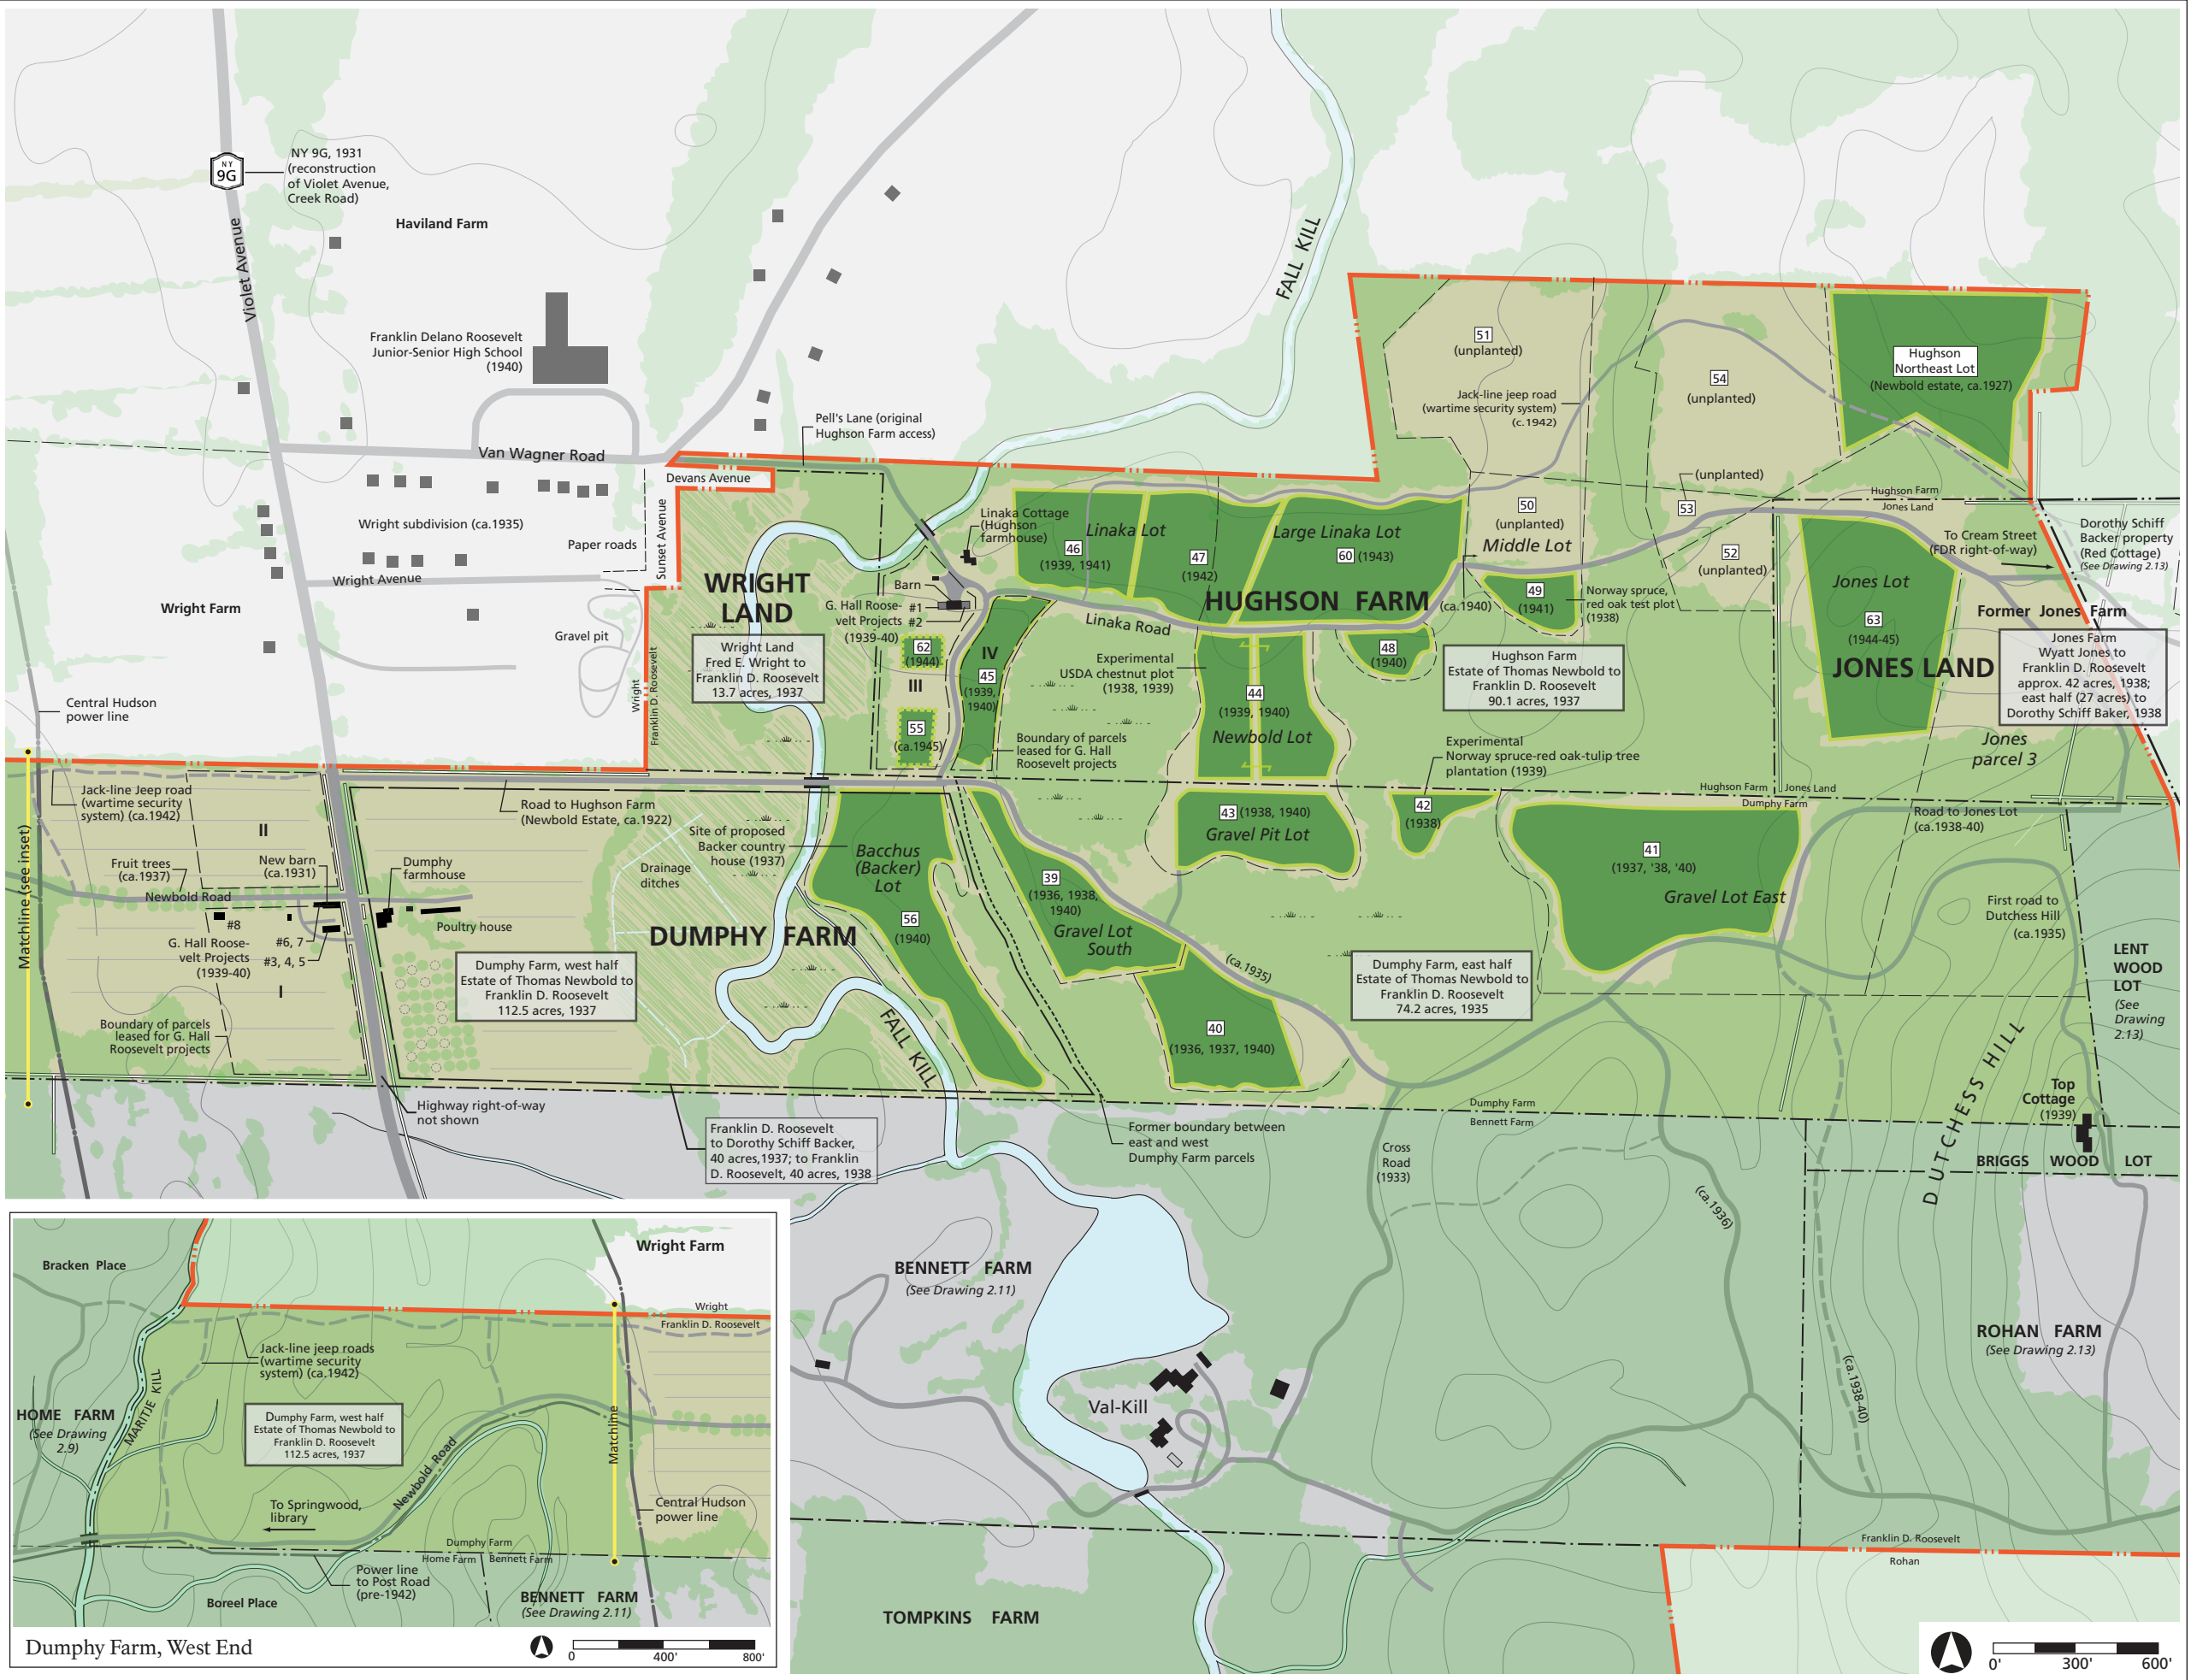 NY
9G
NY 9G, 1931
(reconstruction
of Violet Avenue,
Creek Road)
Violet Avenue
Haviland Farm
Franklin Delano Roosevelt
Junior-Senior High School
(1940)
FALL KILL
Pell's Lane (original
Hughson Farm access)
Van Wagner Road
Devans Avenue
Sunset Avenue
Wright subdivision (ca.1935)
Paper roads
Wright Avenue
Wright Farm
Gravel pit
Wright
Franklin D. Roosevelt
Central Hudson
power line
51
(unplanted)
Jack-line jeep road
(wartime security system)
(c.1942)
54
(unplanted)
Hughson
Northeast Lot
(Newbold estate, ca.1927)
(unplanted)
53
50
(unplanted)
Middle Lot
52
(unplanted)
Hughson Farm
Jones Land
To Cream Street
(FDR right-of-way)
Dorothy Schiff
Backer property
(Red Cottage)
(See Drawing 2.13)
Linaka Cottage
(Hughson
farmhouse)
Linaka Lot
46
(1939, 1941)
47
(1942)
Large Linaka Lot
60 (1943)
HUGHSON FARM
(ca.1940)
49
(1941)
Norway spruce,
red oak test plot
(1938)
Jones Lot
63
(1944-45)
Former Jones Farm
JONES LAND
Jones Farm
Wyatt Jones to
Franklin D. Roosevelt
approx. 42 acres, 1938;
east half (27 acres) to
Dorothy Schiff Baker, 1938
Jones
parcel 3
WRIGHT
LAND
Wright Land
Fred E. Wright to
Franklin D. Roosevelt
13.7 acres, 1937
Barn
G. Hall Roose-
velt Projects
(1939-40)
#1
#2
62
(1944)
III
55
(ca.1945)
IV
45
(1939,
1940)
Linaka Road
Experimental
USDA chestnut plot
(1938, 1939)
Boundary of parcels
leased for G. Hall
Roosevelt projects
44
(1939, 1940)
Newbold Lot
48
(1940)
Hughson Farm
Estate of Thomas Newbold to
Franklin D. Roosevelt
90.1 acres, 1937
Experimental
Norway spruce-red oak-tulip tree
plantation (1939)
Hughson Farm
Jones Land
Dumphy Farm
Road to Jones Lot
(ca.1938-40)
Matchline (see inset)
Jack-line Jeep road
(wartime security
system) (ca.1942)
II
Fruit trees
(ca.1937)
New barn
(ca.1931)
Newbold Road
#8
G. Hall Roose-
velt Projects
(1939-40)
#6, 7
#3, 4, 5
I
Boundary of parcels
leased for G. Hall
Roosevelt projects
Dumphy
farmhouse
Poultry house
Road to Hughson Farm
(Newbold Estate, ca.1922)
Dumphy Farm, west half
Estate of Thomas Newbold to
Franklin D. Roosevelt
112.5 acres, 1937
Site of proposed
Backer country
house (1937)
Drainage
ditches
DUMPHY FARM
Bacchus
(Backer)
Lot
56
(1940)
FALL KILL
39
(1936, 1938,
1940)
Gravel Lot
South
43 (1938, 1940)
Gravel Pit Lot
42
(1938)
41
(1937, '38, '40)
Gravel Lot East
40
(1936, 1937, 1940)
(ca.1935)
Dumphy Farm, east half
Estate of Thomas Newbold to
Franklin D. Roosevelt
74.2 acres, 1935
First road to
Dutchess Hill
(ca.1935)
LENT
WOOD
LOT
(See
Drawing
2.13)
DUTCHESS HILL
Top
Cottage
(1939)
BRIGGS WOOD LOT
Highway right-of-way
not shown
Franklin D. Roosevelt
to Dorothy Schiff Backer,
40 acres,1937; to Franklin
D. Roosevelt, 40 acres, 1938
Former boundary between
east and west
Dumphy Farm parcels
Dumphy Farm
Bennett Farm
Cross
Road
(1933)
(ca.1936)
(ca.1938-40)
BENNETT FARM
(See Drawing 2.11)
Val-Kill
ROHAN FARM
(See Drawing 2.13)
Franklin D. Roosevelt
Rohan
TOMPKINS FARM
0'
300'
600'
Bracken Place
Wright Farm
Wright
Franklin D. Roosevelt
Jack-line jeep roads
(wartime security
system) (ca.1942)
HOME FARM
(See Drawing
2.9)
MARITJE KILL
Dumphy Farm, west half
Estate of Thomas Newbold to
Franklin D. Roosevelt
112.5 acres, 1937
Newbold Road
Matchline
To Springwood,
library
Central Hudson
power line
Dumphy Farm
Home Farm
Bennett Farm
Power line
to Post Road
(pre-1942)
Boreel Place
BENNETT FARM
(See Drawing 2.11)
Dumphy Farm, West End
0
400'
800'